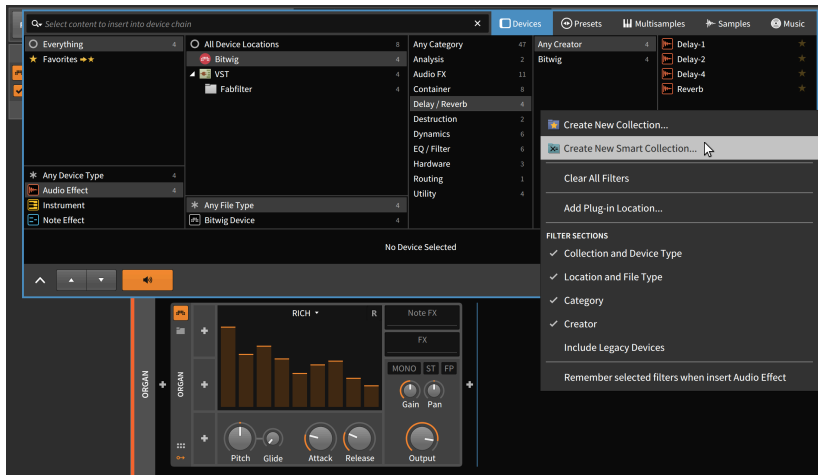 Select content to insert into device chain
Devices
Presets
Multisamples
Samples
Music
Everything 4
Favorites
Any Device Type 4
Audio Effect 4
Instrument
Note Effect
All Device Locations 8
Bitwig 4
VST 4
Fabfilter 4
Any File Type 4
Bitwig Device 4
Any Category 47
Analysis 2
Audio FX 11
Container 8
Delay / Reverb 4
Destruction 2
Dynamics 6
EQ / Filter 6
Hardware 3
Routing 1
Utility 4
Any Creator 4
Bitwig 4
Delay-1
Delay-2
Delay-4
Reverb
No Device Selected
Create New Collection...
Create New Smart Collection...
Clear All Filters
Add Plug-in Location...
FILTER SECTIONS
Collection and Device Type
Location and File Type
Category
Creator
Include Legacy Devices
Remember selected filters when insert Audio Effect
ORGAN
ORGAN
RICH R
Note FX
FX
MONO ST FP
Gain Pan
Pitch Glide Attack Release Output